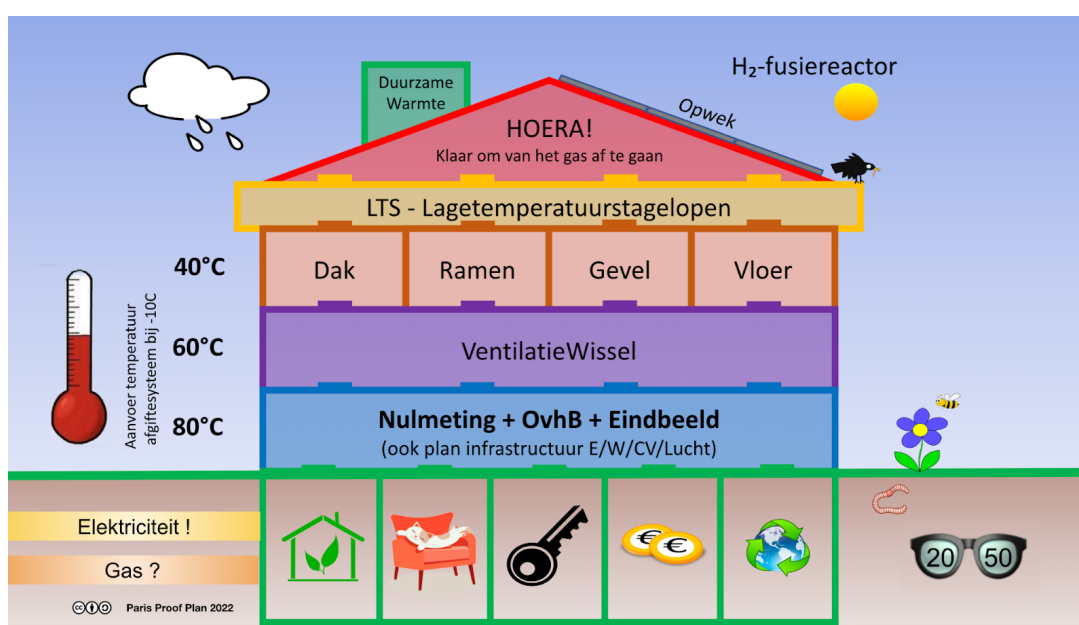 Duurzame
Warmte
H₂-fusiereactor
Opwek
HOERA!
Klaar om van het gas af te gaan
LTS - Lagetemperatuurstagelopen
40°C
Dak
Ramen
Gevel
Vloer
Aanvoer temperatuur
afgiftesysteem bij -10C
60°C
VentilatieWissel
80°C
Nulmeting + OvhB + Eindbeeld
(ook plan infrastructuur E/W/CV/Lucht)
Elektriciteit !
Gas ?
€
€
20 50
cc
Paris Proof Plan 2022